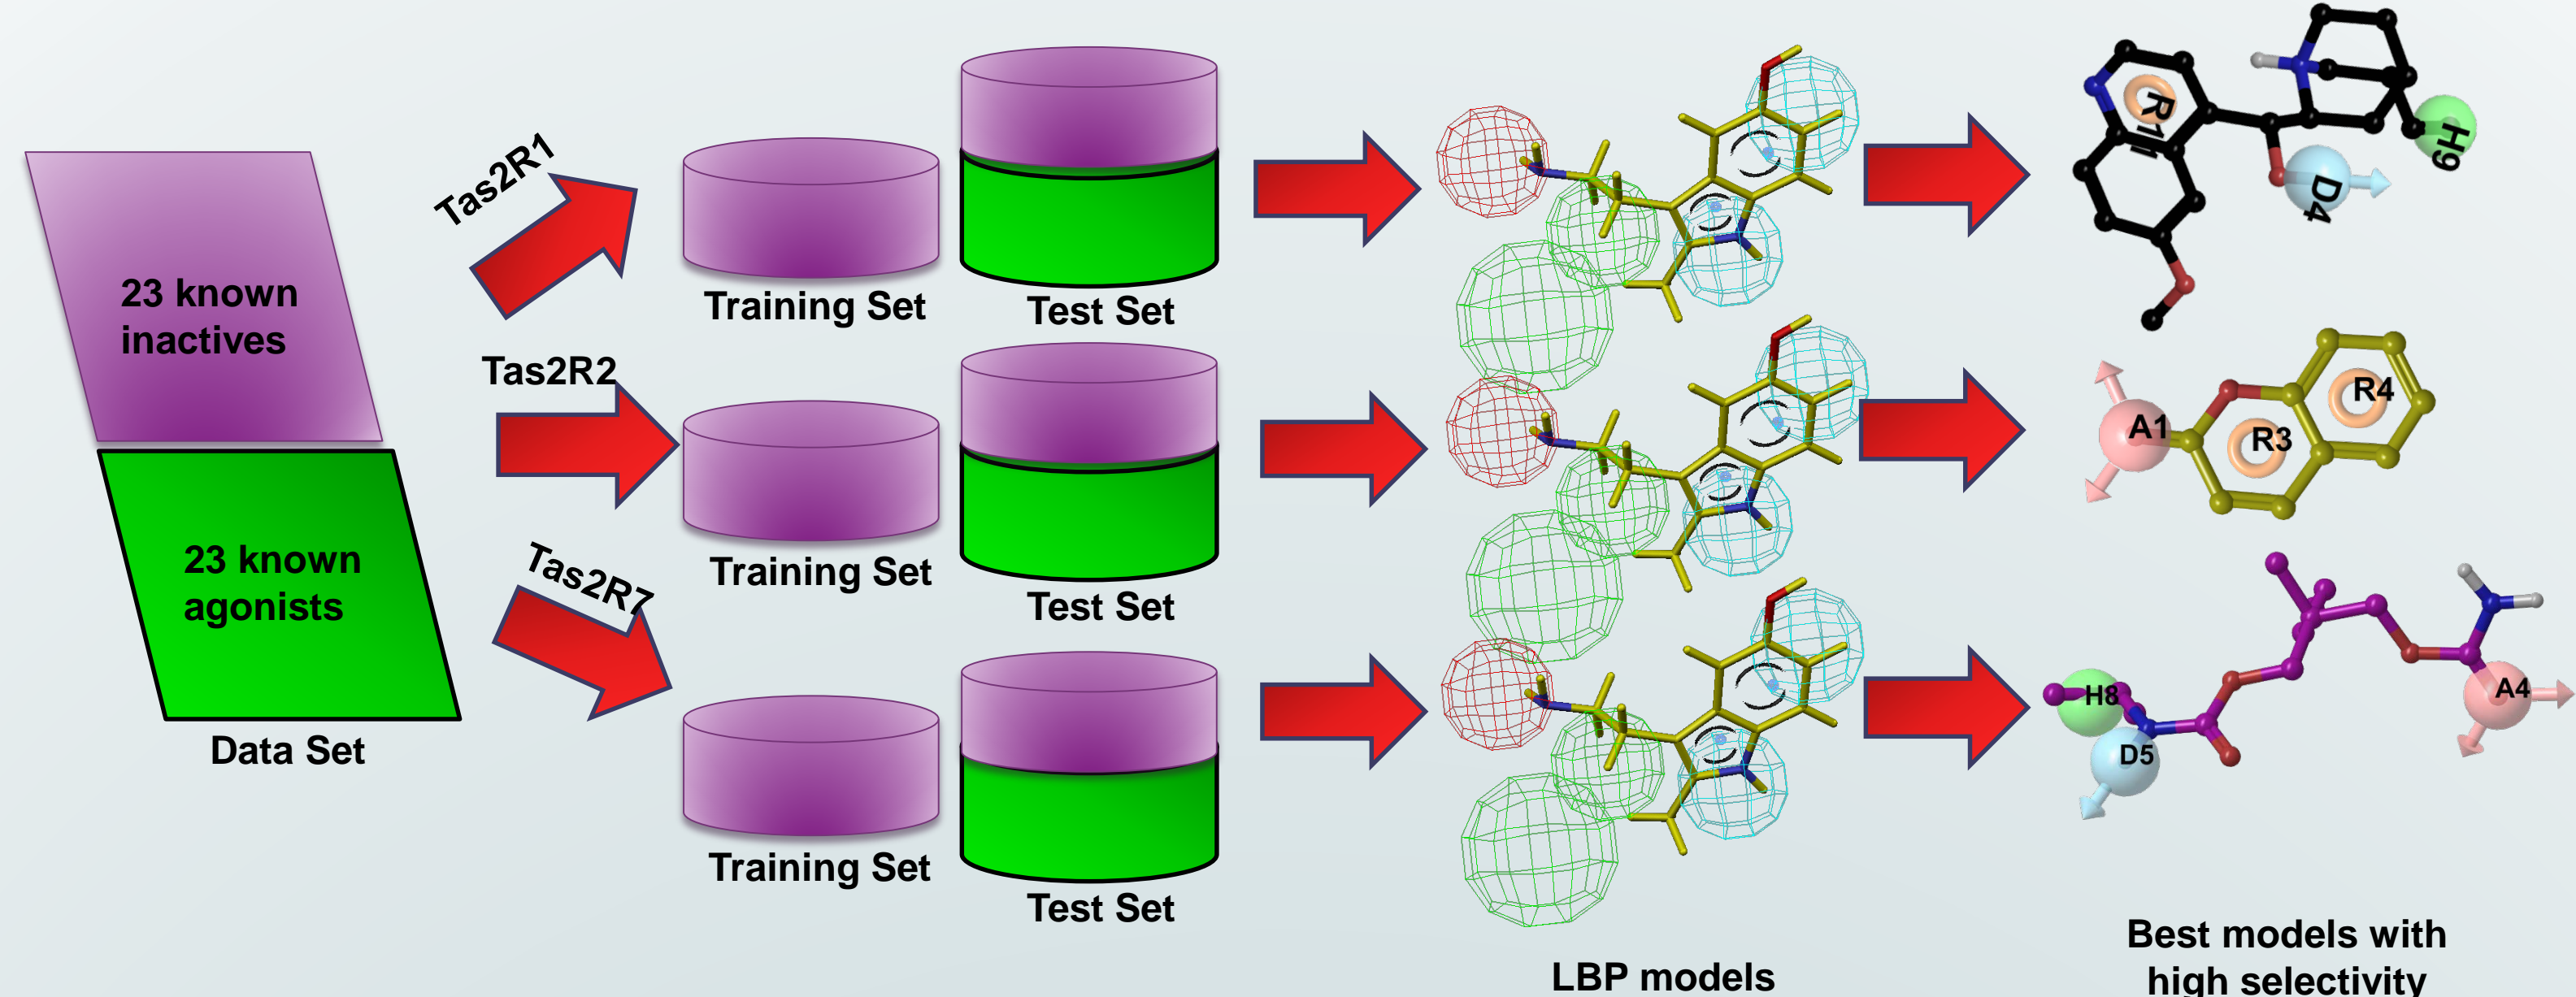 23 known
inactives
23 known
agonists
Data Set
Tas2R1
Tas2R2
Tas2R7
Training Set
Test Set
Training Set
Test Set
Training Set
Test Set
LBP models
R11
D4
H9
A1
R3
R4
H8
D5
A4
Best models with
high selectivity